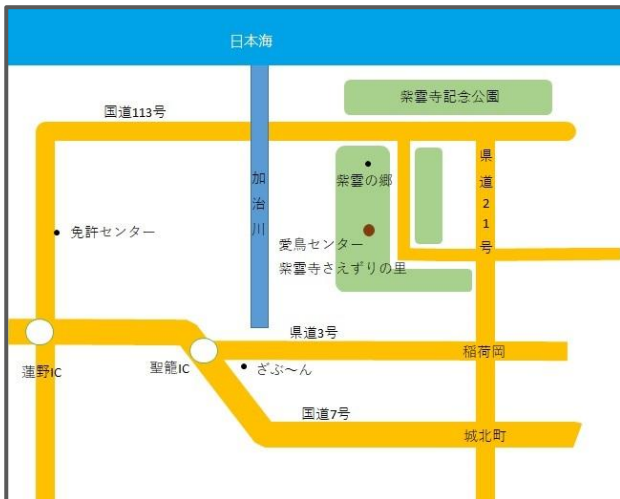 日本海
紫雲寺記念公園
国道113号
県道21号
加治川
紫雲の郷
免許センター
愛鳥センター
紫雲寺さえずりの里
県道3号
稲荷岡
蓮野IC
聖籠IC
ざぶ～ん
国道7号
城北町